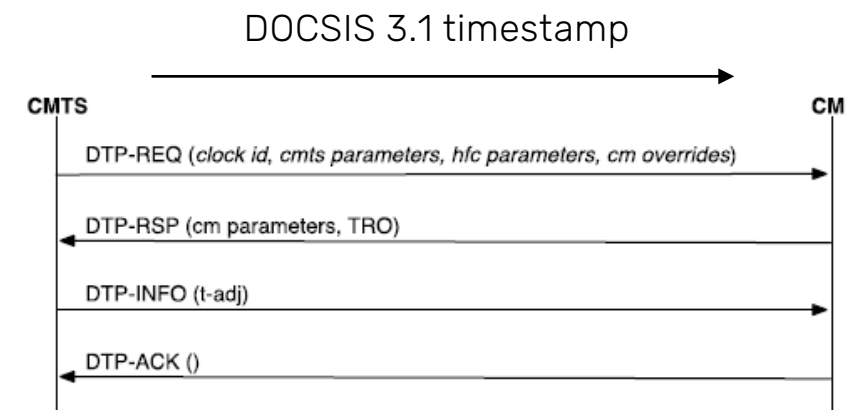 DOCSIS 3.1 timestamp
CMTS
CM
DTP-REQ (clock id, cmts parameters, hfc parameters, cm overrides)
DTP-RSP (cm parameters, TRO)
DTP-INFO (t-adj)
DTP-ACK ()